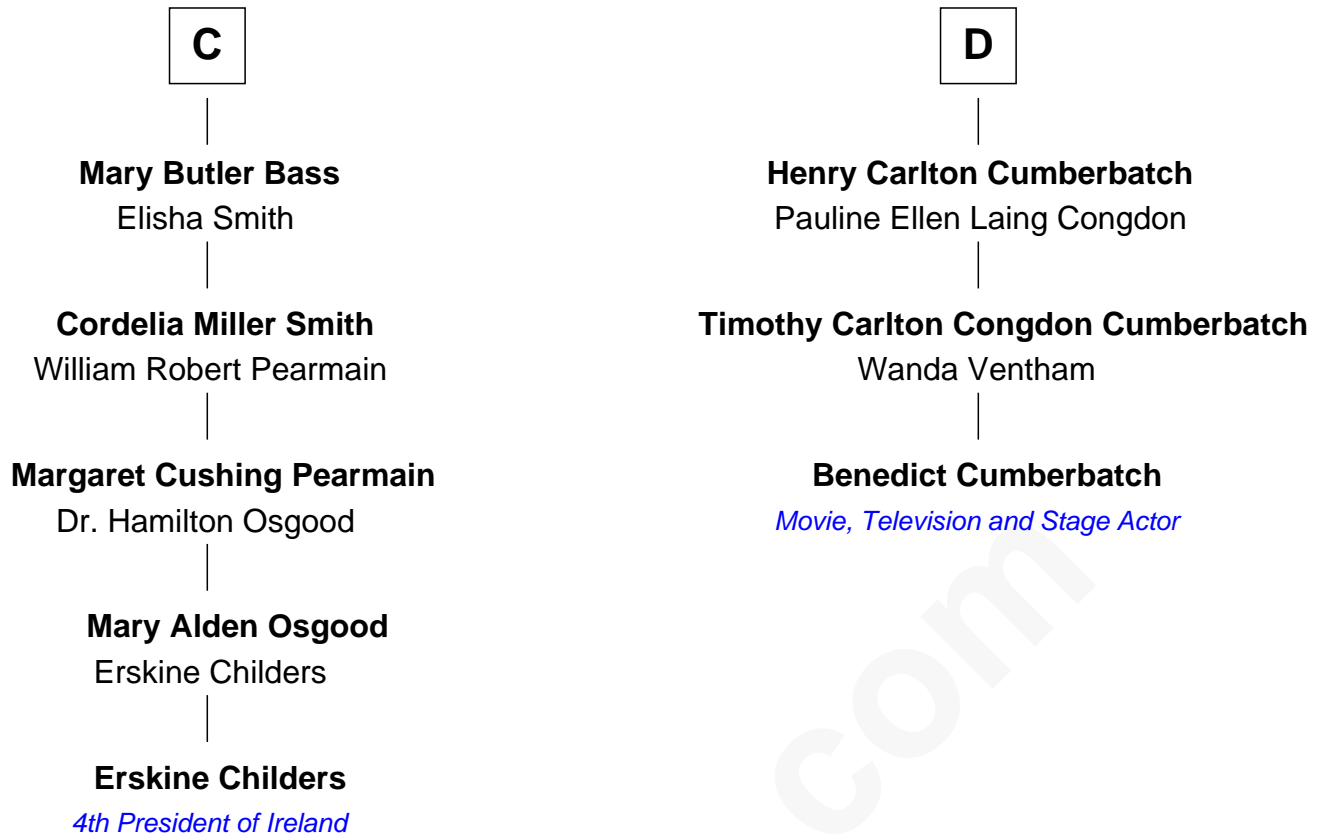 C
Mary Butler Bass
Elisha Smith
Cordelia Miller Smith
William Robert Pearmain
Margaret Cushing Pearmain
Dr. Hamilton Osgood
Mary Alden Osgood
Erskine Childers
Erskine Childers
4th President of Ireland
D
Henry Carlton Cumberbatch
Pauline Ellen Laing Congdon
Timothy Carlton Congdon Cumberbatch
Wanda Ventham
Benedict Cumberbatch
Movie, Television and Stage Actor
com